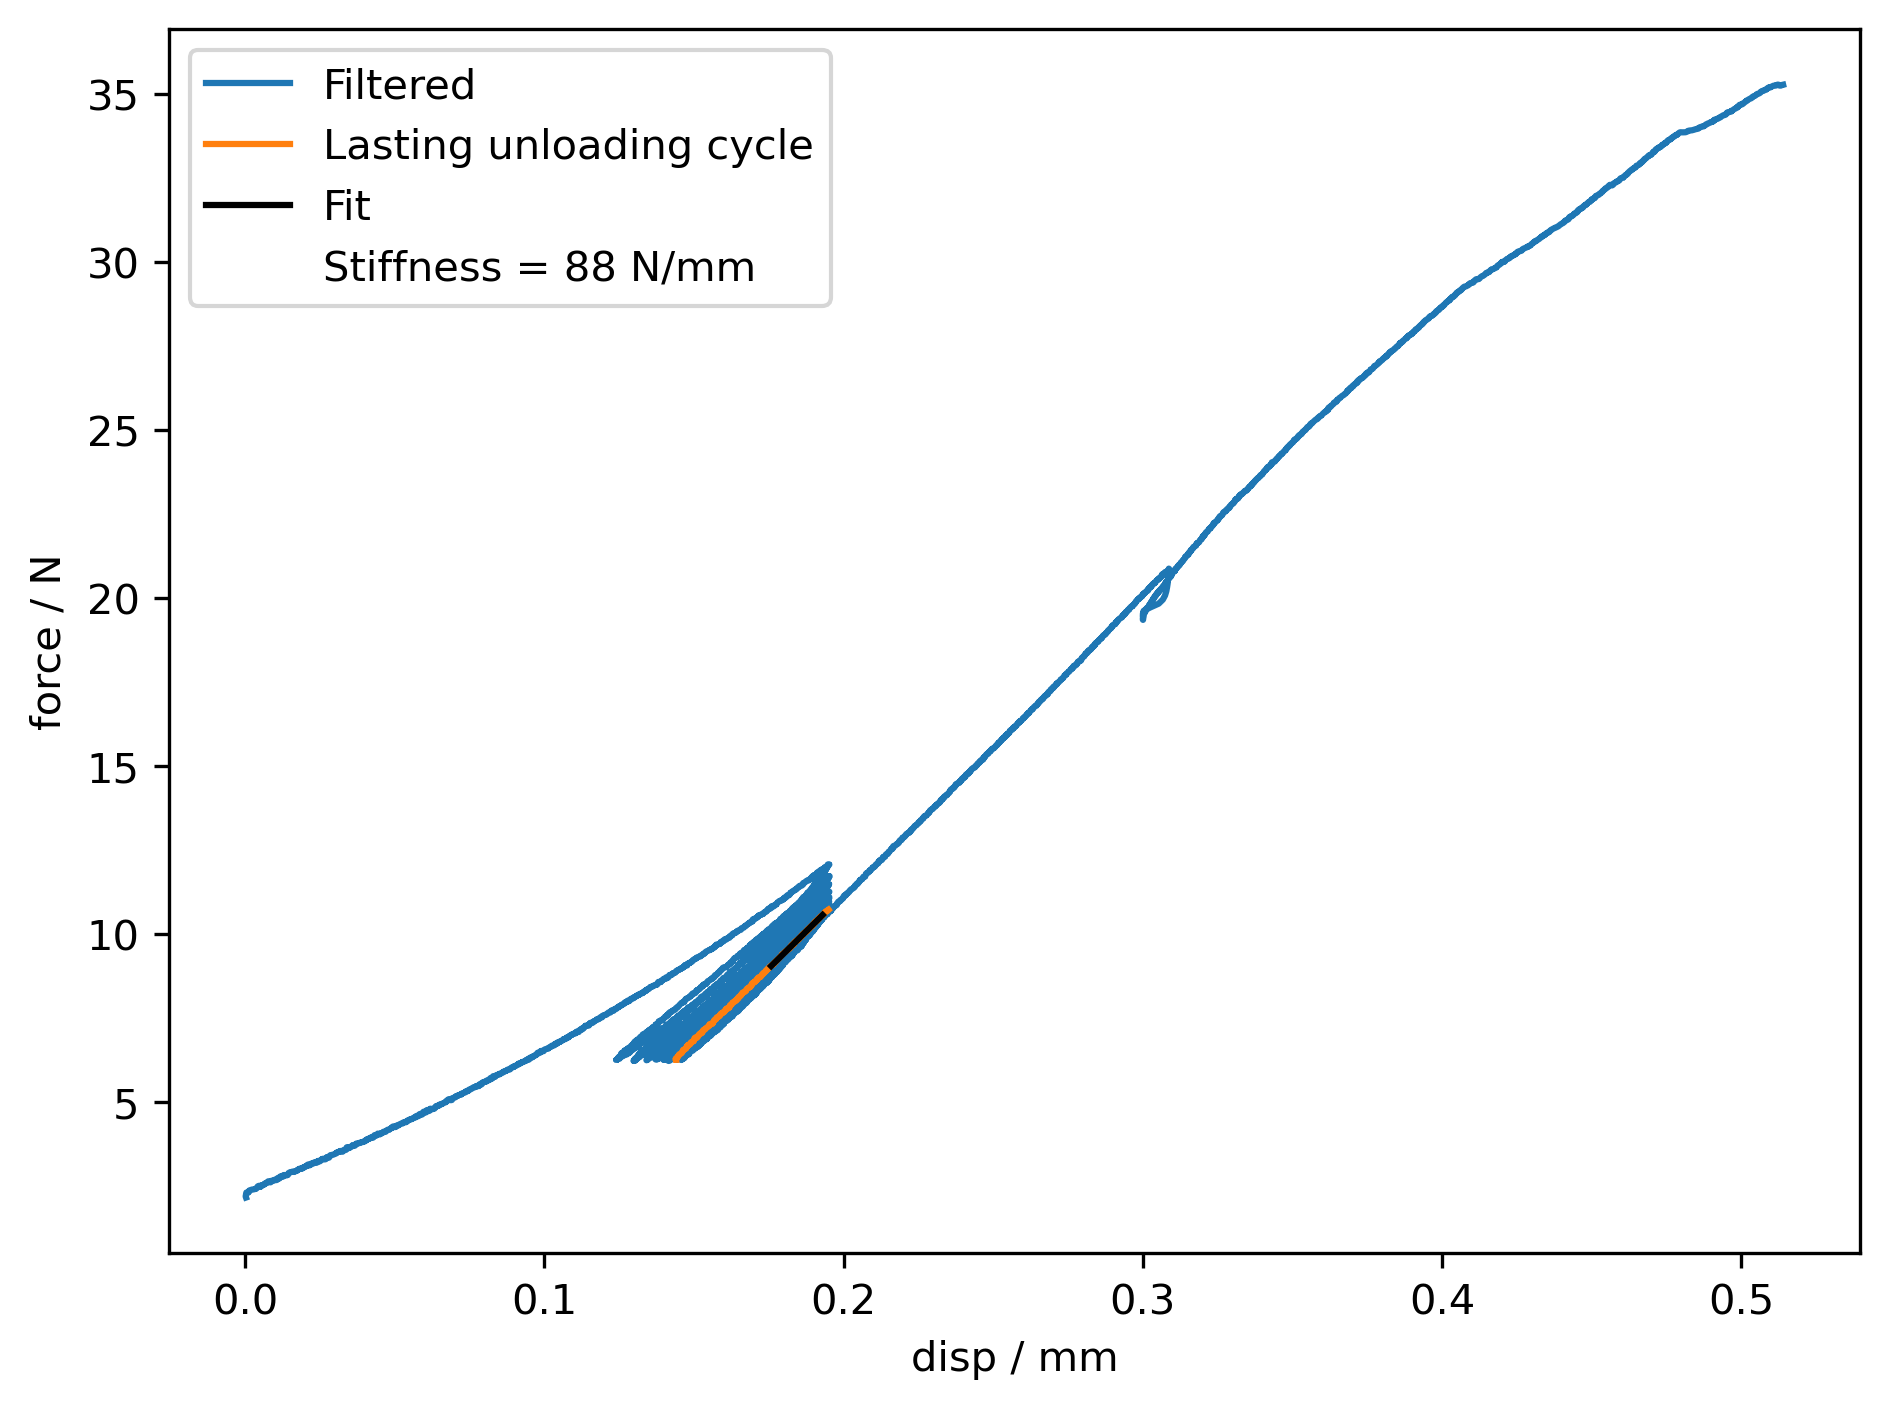 Filtered
Lasting unloading cycle
Fit
Stiffness = 88 N/mm
35
30
25
20
15
10
5
force / N
0.0 0.1 0.2 0.3 0.4 0.5
disp / mm